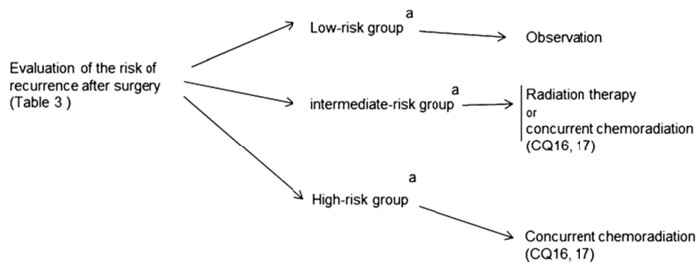 Evaluation of the risk of
recurrence after surgery
(Table 3 )
Low-risk group a
Observation
intermediate-risk group a
Radiation therapy
or
concurrent chemoradiation
(CQ16, 17)
High-risk group a
Concurrent chemoradiation
(CQ16, 17)